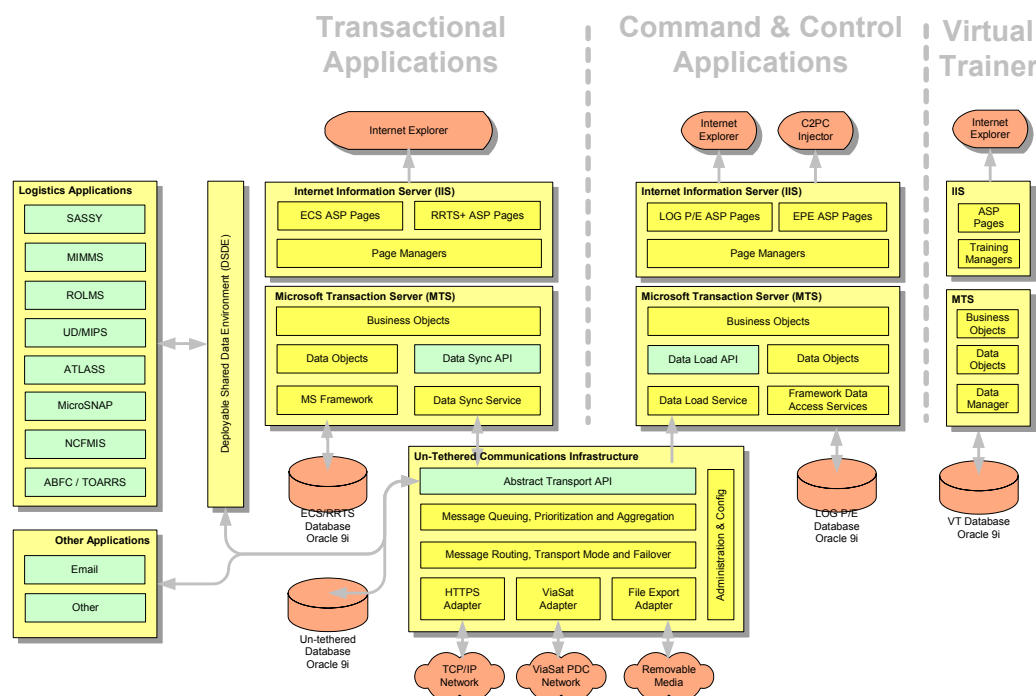 Transactional
Applications
Command & Control
Applications
Virtual
Trainer
Internet Explorer
Internet
Explorer
C2PC
Injector
Internet
Explorer
Logistics Applications
SASSY
MIMMS
ROLMS
UD/MIPS
ATLASS
MicroSNAP
NCFMIS
ABFC / TOARRS
Deployable Shared Data Environment (DSDE)
Internet Information Server (IIS)
ECS ASP Pages
RRTS+ ASP Pages
Page Managers
Microsoft Transaction Server (MTS)
Business Objects
Data Objects
Data Sync API
MS Framework
Data Sync Service
Internet Information Server (IIS)
LOG P/E ASP Pages
EPE ASP Pages
Page Managers
Microsoft Transaction Server (MTS)
Business Objects
Data Load API
Data Objects
Data Load Service
Framework Data
Access Services
IIS
ASP
Pages
Training
Managers
MTS
Business
Objects
Data
Objects
Data
Manager
ECS/RRTS
Database
Oracle 9i
LOG P/E
Database
Oracle 9i
VT Database
Oracle 9i
Un-Tethered Communications Infrastructure
Abstract Transport API
Message Queuing, Prioritization and Aggregation
Message Routing, Transport Mode and Failover
HTTPS
Adapter
ViaSat
Adapter
File Export
Adapter
Administration & Config
Other Applications
Email
Other
Un-tethered
Database
Oracle 9i
TCP/IP
Network
ViaSat PDC
Network
Removable
Media